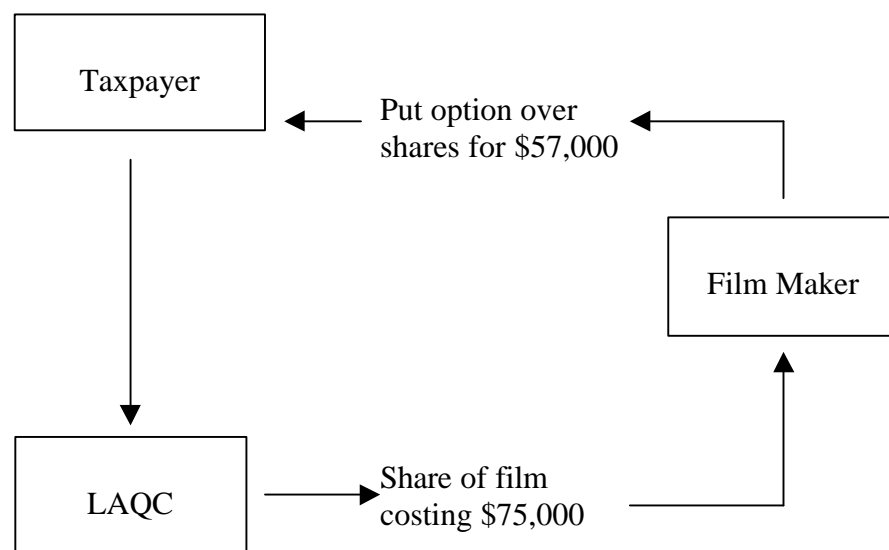 Taxpayer
Put option over
shares for $57,000
Film Maker
Share of film
costing $75,000
LAQC